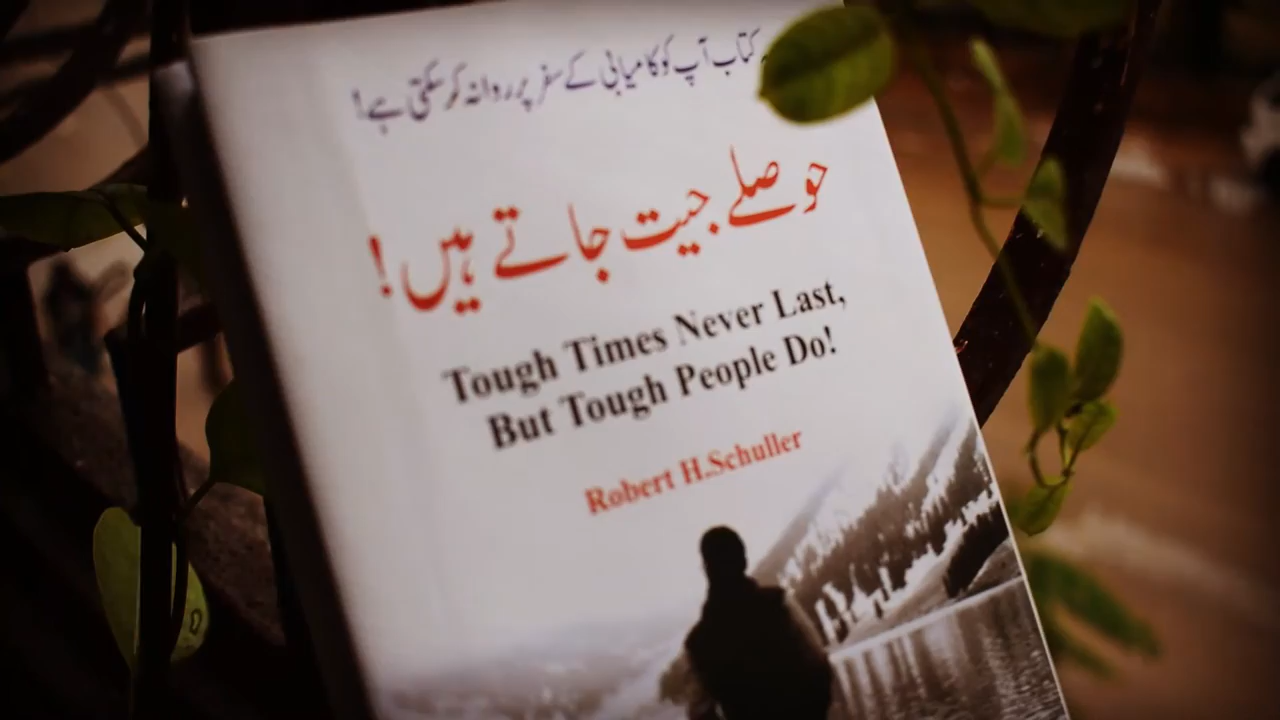 کتاب آپ کو کامیابی کے سفر پر روانہ کر سکتی ہے!
حوصلے جیت جاتے ہیں!
Tough Times Never Last,
But Tough People Do!
Robert H.Schuller